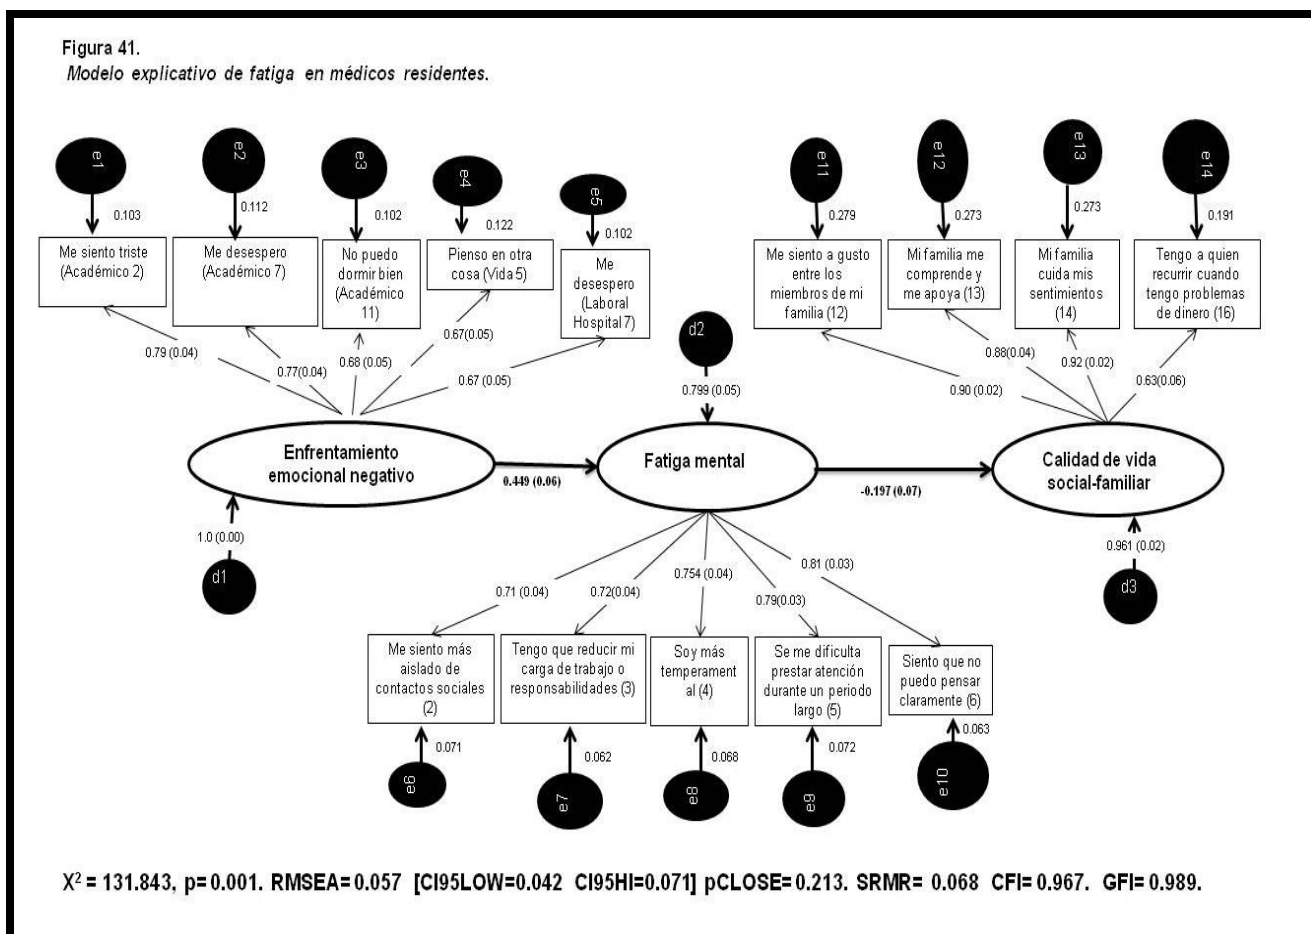 Figura 41.
Modelo explicativo de fatiga en médicos residentes.
e1
e2
e3
e4
e5
e11
e12
e13
e14
0.103
0.112
0.102
0.122
0.102
0.279
0.273
0.273
0.191
Me siento triste
(Académico 2)
Me desespero
(Académico 7)
No puedo
dormir bien
(Académico
11)
Pienso en otra
cosa (Vida 5)
Me
desespero
(Laboral
Hospital 7)
Me siento a gusto
entre los
miembros de mi
familia (12)
Mi familia me
comprende y
me apoya (13)
Mi familia
cuida mis
sentimientos
(14)
Tengo a quien
recurrir cuando
tengo problemas
de dinero (16)
d2
0.79 (0.04)
0.77(0.04)
0.68 (0.05)
0.67(0.05)
0.67 (0.05)
0.799 (0.05)
0.90 (0.02)
0.88(0.04)
0.92 (0.02)
0.63(0.06)
Enfrentamiento
emocional negativo
0.449 (0.06)
Fatiga mental
-0.197 (0.07)
Calidad de vida
social-familiar
1.0 (0.00)
d1
0.961 (0.02)
d3
0.71 (0.04)
0.72(0.04)
0.754 (0.04)
0.79(0.03)
0.81 (0.03)
Me siento más
aislado de
contactos sociales
(2)
Tengo que reducir mi
carga de trabajo o
responsabilidades (3)
Soy más
temperament
al (4)
Se me dificulta
prestar atención
durante un periodo
largo (5)
Siento que no
puedo pensar
claramente (6)
0.071
0.062
0.068
0.072
0.063
e6
e7
e8
e9
e10
X² = 131.843, p=0.001. RMSEA=0.057 [CI95LOW=0.042 CI95HI=0.071] pCLOSE=0.213. SRMR= 0.068 CFI=0.967. GFI=0.989.